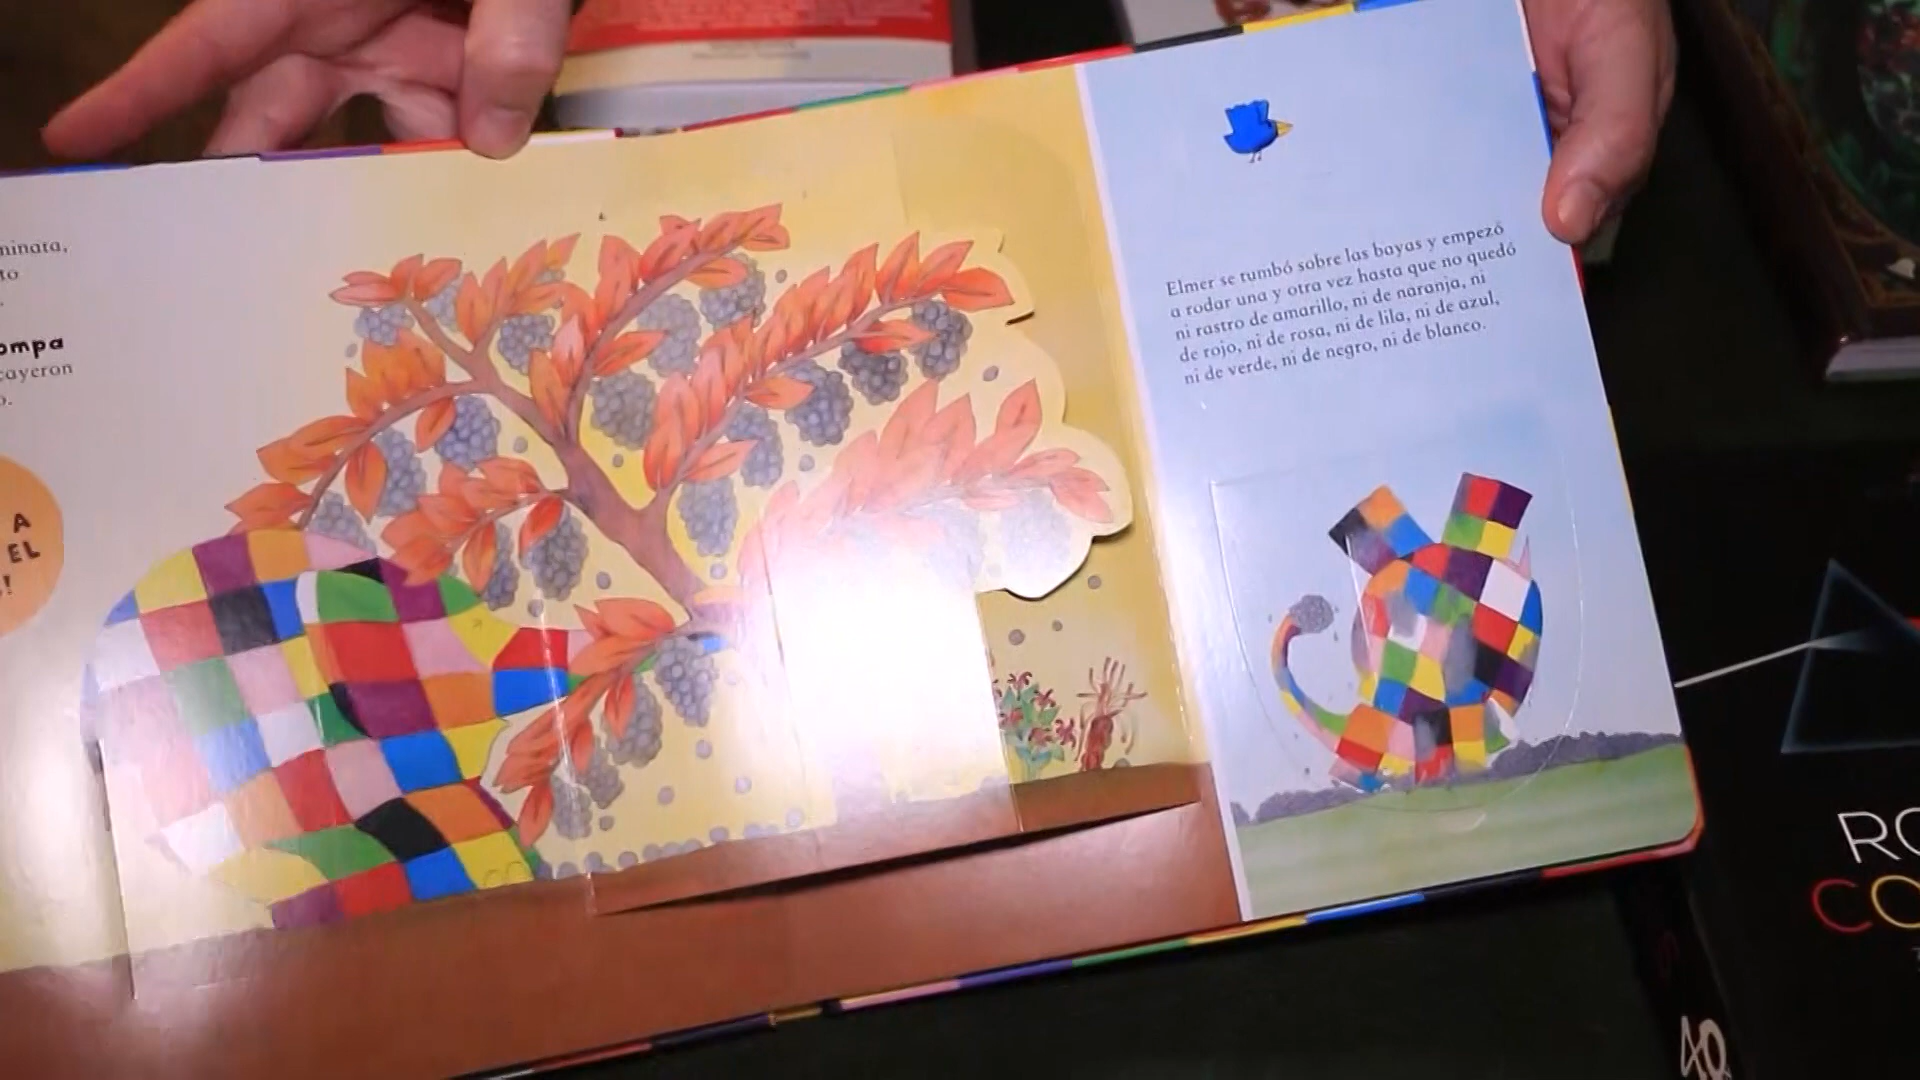 ompa
cayeron
A
EL
Elmer se tumbó sobre las bayas y empezó
a rodar una y otra vez hasta que no quedó
ni rastro de amarillo, ni de naranja, ni
de rojo, ni de rosa, ni de lila, ni de azul,
ni de verde, ni de negro, ni de blanco.
RO
CO
40